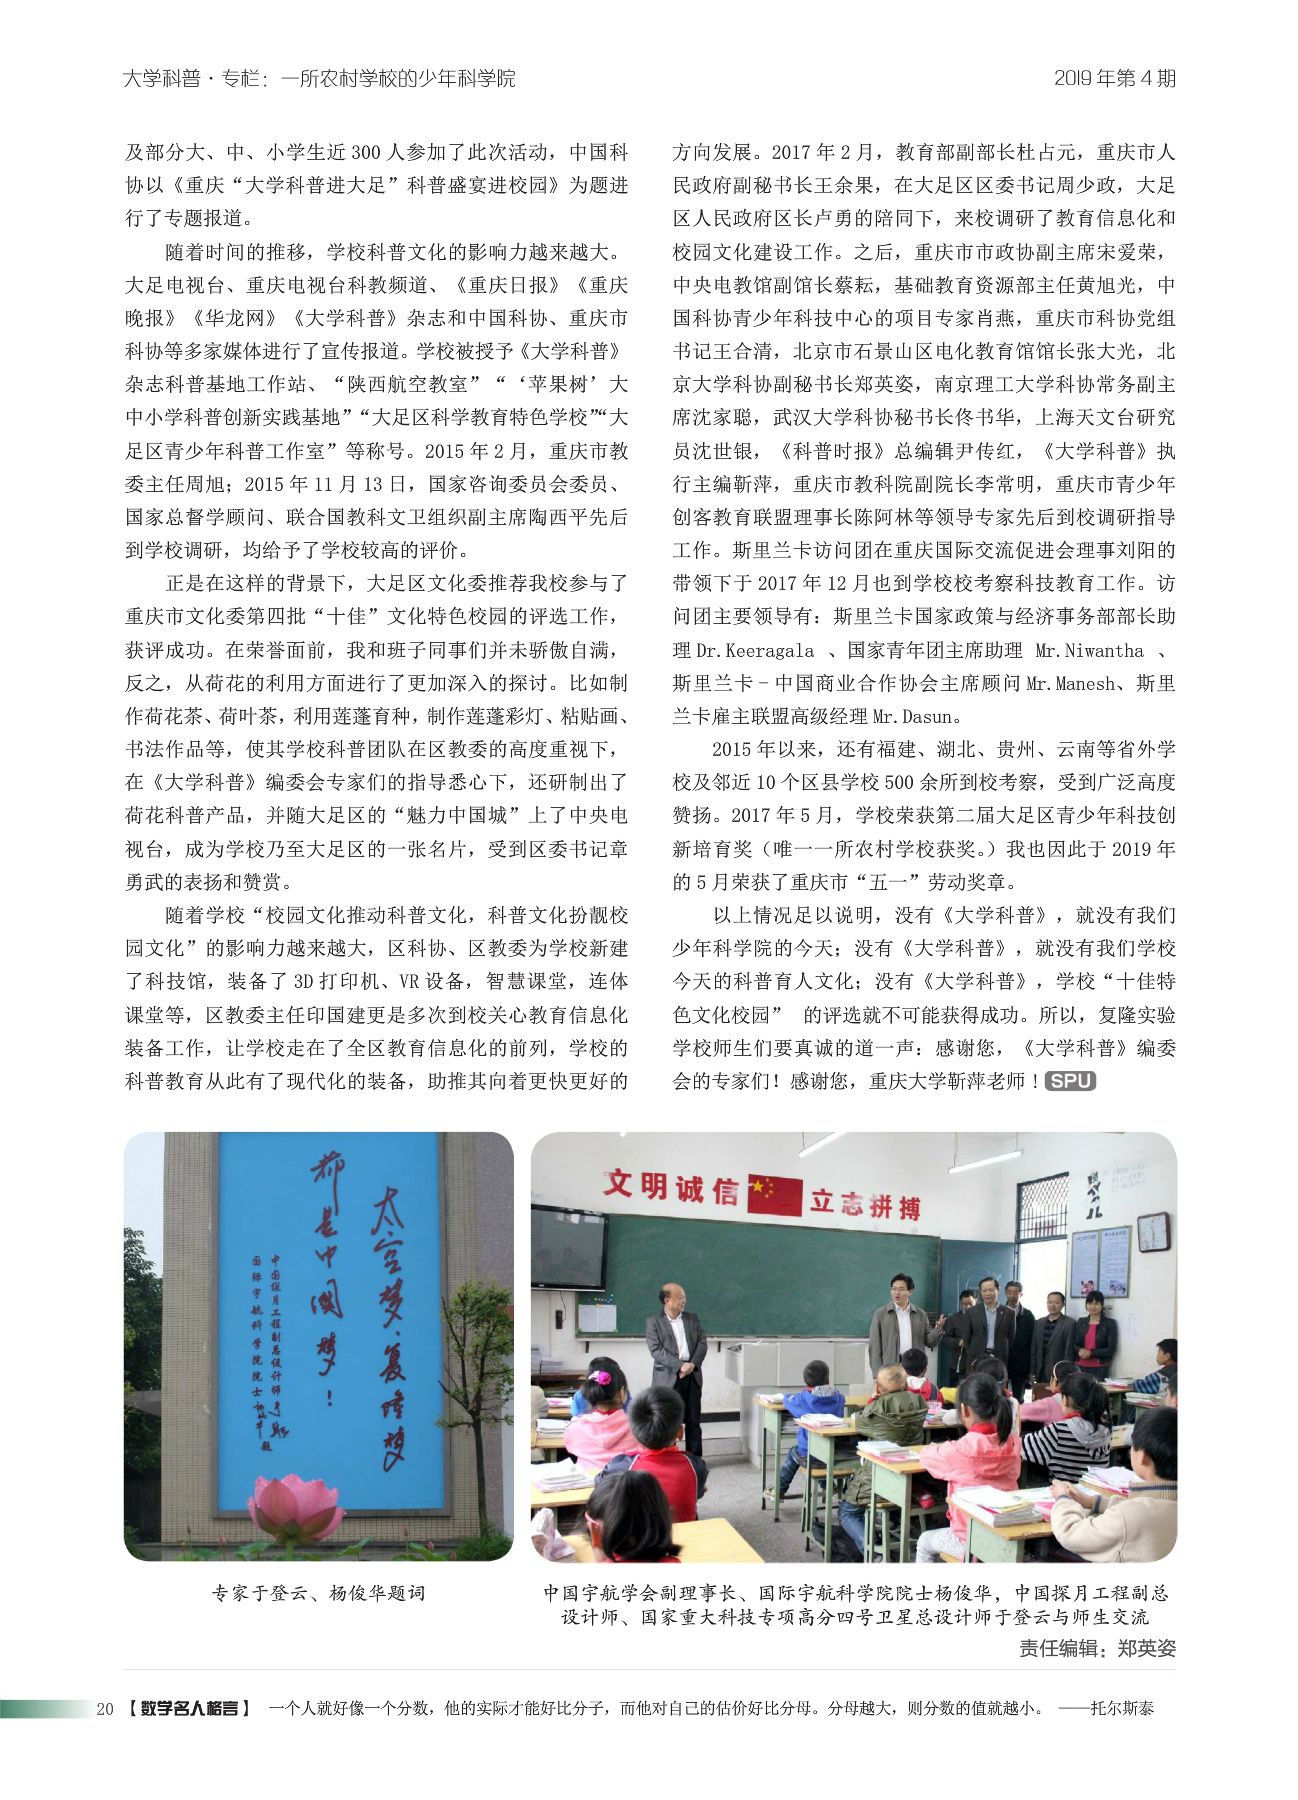 大学科普·专栏：一所农村学校的少年科学院
2019 年第 4 期
及部分大、中、小学生近 300 人参加了此次活动，中国科
协以《重庆“大学科普进大足”科普盛宴进校园》为题进
行了专题报道。
随着时间的推移，学校科普文化的影响力越来越大。
大足电视台、重庆电视台科教频道、《重庆日报》《重庆
晚报》《华龙网》《大学科普》杂志和中国科协、重庆市
科协等多家媒体进行了宣传报道。学校被授予《大学科普》
杂志科普基地工作站、“陕西航空教室”“‘苹果树’大
中小学科普创新实践基地”“大足区科学教育特色学校”“大
足区青少年科普工作室”等称号。2015 年 2 月，重庆市教
委主任周旭；2015 年 11 月 13 日，国家咨询委员会委员、
国家总督学顾问、联合国教科文卫组织副主席陶西平先后
到学校调研，均给予了学校较高的评价。
正是在这样的背景下，大足区文化委推荐我校参与了
重庆市文化委第四批“十佳”文化特色校园的评选工作，
获评成功。在荣誉面前，我和班子同事们并未骄傲自满，
反之，从荷花的利用方面进行了更加深入的探讨。比如制
作荷花茶、荷叶茶，利用莲蓬育种，制作莲蓬彩灯、粘贴画、
书法作品等，使其学校科普团队在区教委的高度重视下，
在《大学科普》编委会专家们的指导悉心下，还研制出了
荷花科普产品，并随大足区的“魅力中国城”上了中央电
视台，成为学校乃至大足区的一张名片，受到区委书记章
勇武的表扬和赞赏。
随着学校“校园文化推动科普文化，科普文化扮靓校
园文化”的影响力越来越大，区科协、区教委为学校新建
了科技馆，装备了 3D 打印机、VR 设备，智慧课堂，连体
课堂等，区教委主任印国建更是多次到校关心教育信息化
装备工作，让学校走在了全区教育信息化的前列，学校的
科普教育从此有了现代化的装备，助推其向着更快更好的
方向发展。2017 年 2 月，教育部副部长杜占元，重庆市人
民政府副秘书长王余果，在大足区区委书记周少政，大足
区人民政府区长卢勇的陪同下，来校调研了教育信息化和
校园文化建设工作。之后，重庆市市政协副主席宋爱荣，
中央电教馆副馆长蔡耘，基础教育资源部主任黄旭光，中
国科协青少年科技中心的项目专家肖燕，重庆市科协党组
书记王合清，北京市石景山区电化教育馆馆长张大光，北
京大学科协副秘书长郑英姿，南京理工大学科协常务副主
席沈家聪，武汉大学科协秘书长佟书华，上海天文台研究
员沈世银，《科普时报》总编辑尹传红，《大学科普》执
行主编靳萍，重庆市教科院副院长李常明，重庆市青少年
创客教育联盟理事长陈阿林等领导专家先后到校调研指导
工作。斯里兰卡访问团在重庆国际交流促进会理事刘阳的
带领下于 2017 年 12 月也到学校校考察科技教育工作。访
问团主要领导有：斯里兰卡国家政策与经济事务部部长助
理 Dr.Keeragala 、国家青年团主席助理 Mr.Niwantha 、
斯里兰卡－中国商业合作协会主席顾问 Mr.Manesh、斯里
兰卡雇主联盟高级经理 Mr.Dasun。
2015 年以来，还有福建、湖北、贵州、云南等省外学
校及邻近 10 个区县学校 500 余所到校考察，受到广泛高度
赞扬。2017 年 5 月，学校荣获第二届大足区青少年科技创
新培育奖（唯一一所农村学校获奖。）我也因此于 2019 年
的 5 月荣获了重庆市“五一”劳动奖章。
以上情况足以说明，没有《大学科普》，就没有我们
少年科学院的今天；没有《大学科普》，就没有我们学校
今天的科普育人文化；没有《大学科普》，学校“十佳特
色文化校园” 的评选就不可能获得成功。所以，复隆实验
学校师生们要真诚的道一声：感谢您，《大学科普》编委
会的专家们！感谢您，重庆大学靳萍老师！SPU
太空梦·复隆梦
都是中国梦！
中国探月工程副总设计师
国际宇航科学院院士 杨俊华 题
文明诚信 立志拼搏
专家于登云、杨俊华题词
中国宇航学会副理事长、国际宇航科学院院士杨俊华，中国探月工程副总
设计师、国家重大科技专项高分四号卫星总设计师于登云与师生交流
责任编辑：郑英姿
20 【数学名人格言】 一个人就好像一个分数，他的实际才能好比分子，而他对自己的估价好比分母。分母越大，则分数的值就越小。 ——托尔斯泰